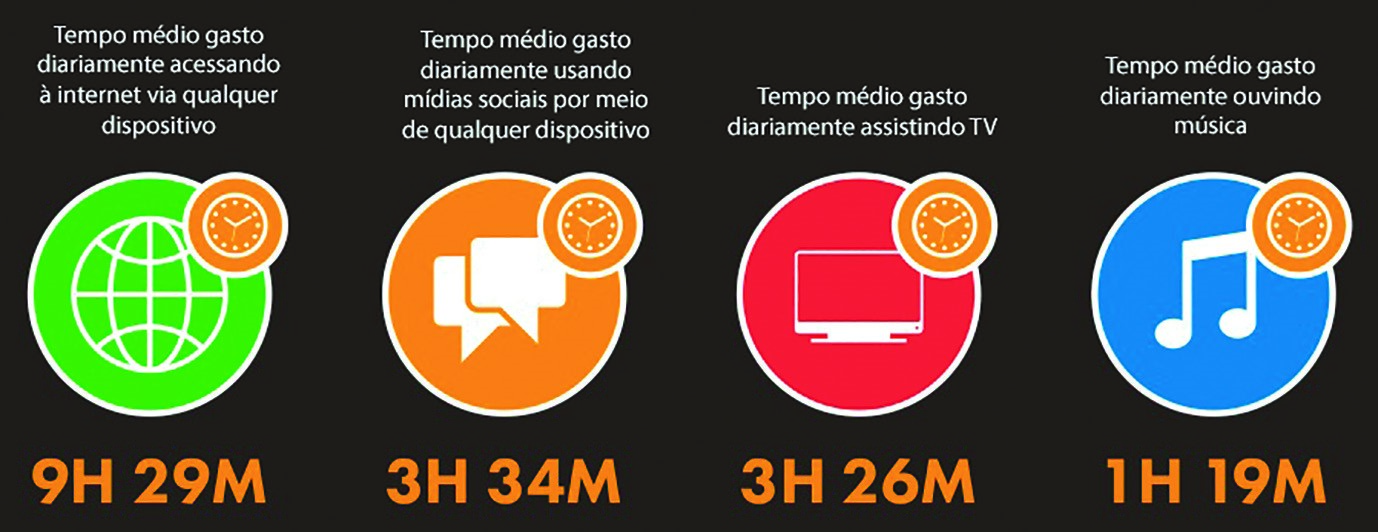 Tempo médio gasto
diariamente acessando
à internet via qualquer
dispositivo
9H 29M
Tempo médio gasto
diariamente usando
mídias sociais por meio
de qualquer dispositivo
3H 34M
Tempo médio gasto
diariamente assistindo TV
3H 26M
Tempo médio gasto
diariamente ouvindo
música
1H 19M